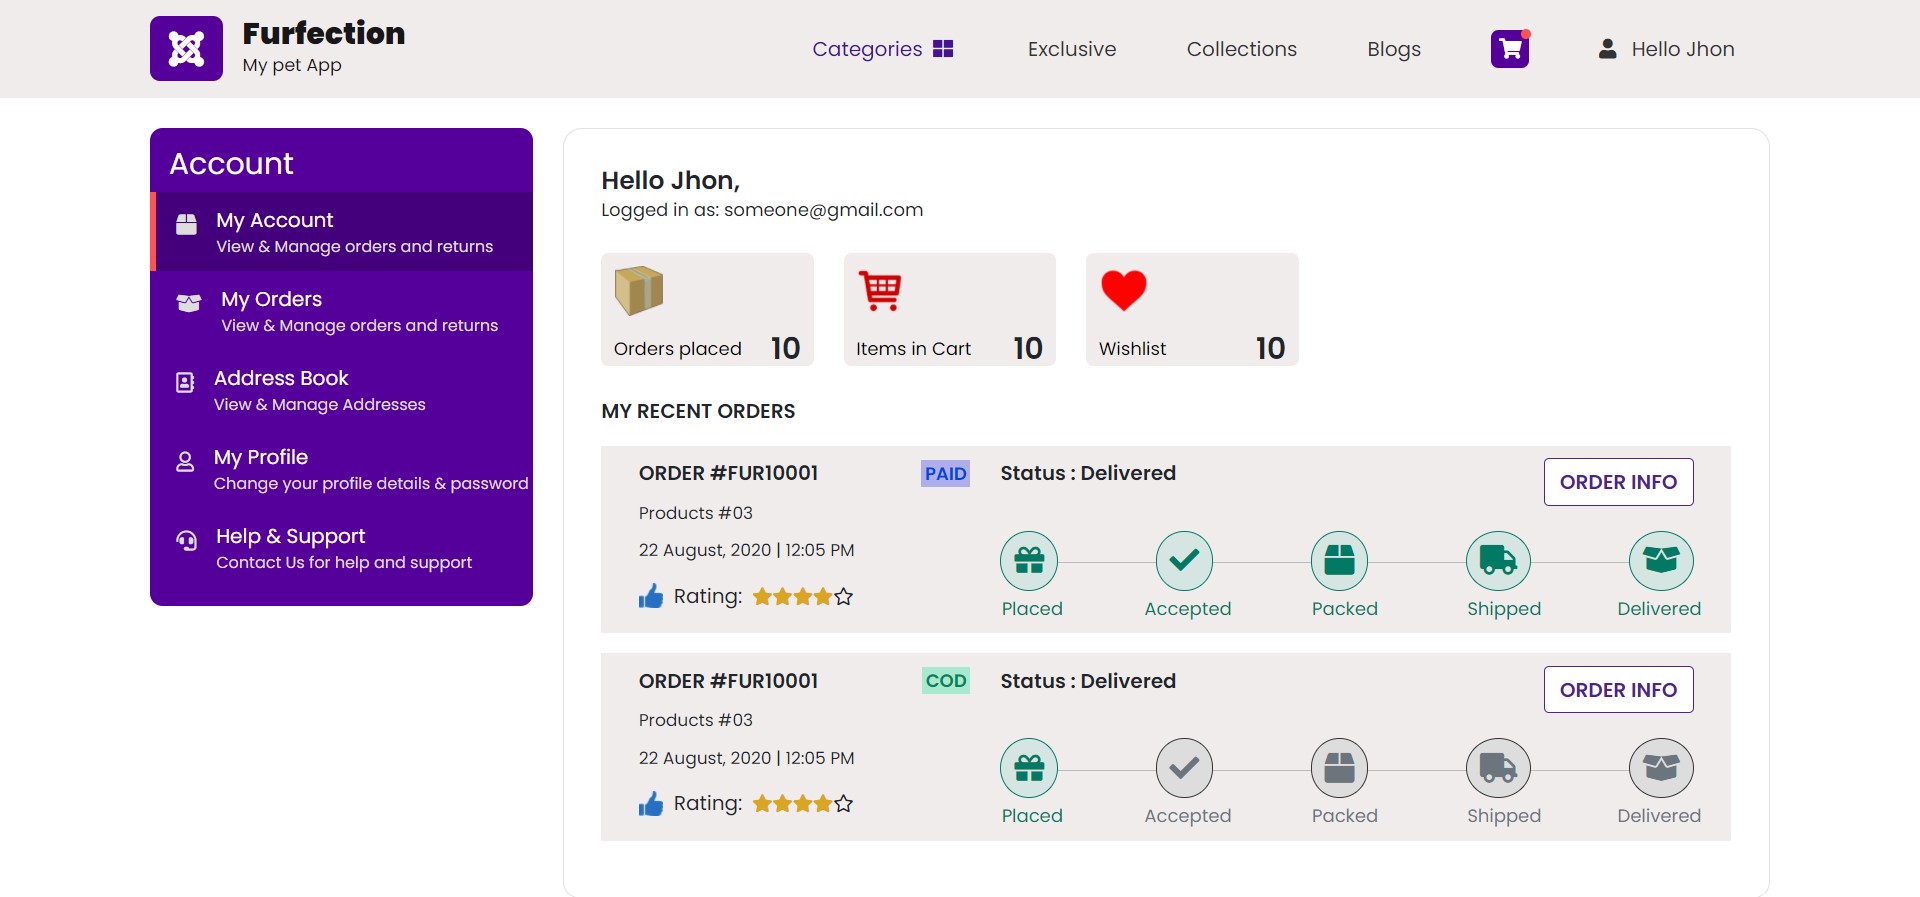 Furfection
My pet App
Categories
Exclusive
Collections
Blogs
Hello Jhon
Account
My Account
View & Manage orders and returns
My Orders
View & Manage orders and returns
Address Book
View & Manage Addresses
My Profile
Change your profile details & password
Help & Support
Contact Us for help and support
Hello Jhon,
Logged in as: someone@gmail.com
Orders placed 10
Items in Cart 10
Wishlist 10
MY RECENT ORDERS
ORDER #FUR10001 PAID
Products #03
22 August, 2020 | 12:05 PM
Rating:
Status : Delivered
ORDER INFO
Placed Accepted Packed Shipped Delivered
ORDER #FUR10001 COD
Products #03
22 August, 2020 | 12:05 PM
Rating:
Status : Delivered
ORDER INFO
Placed Accepted Packed Shipped Delivered